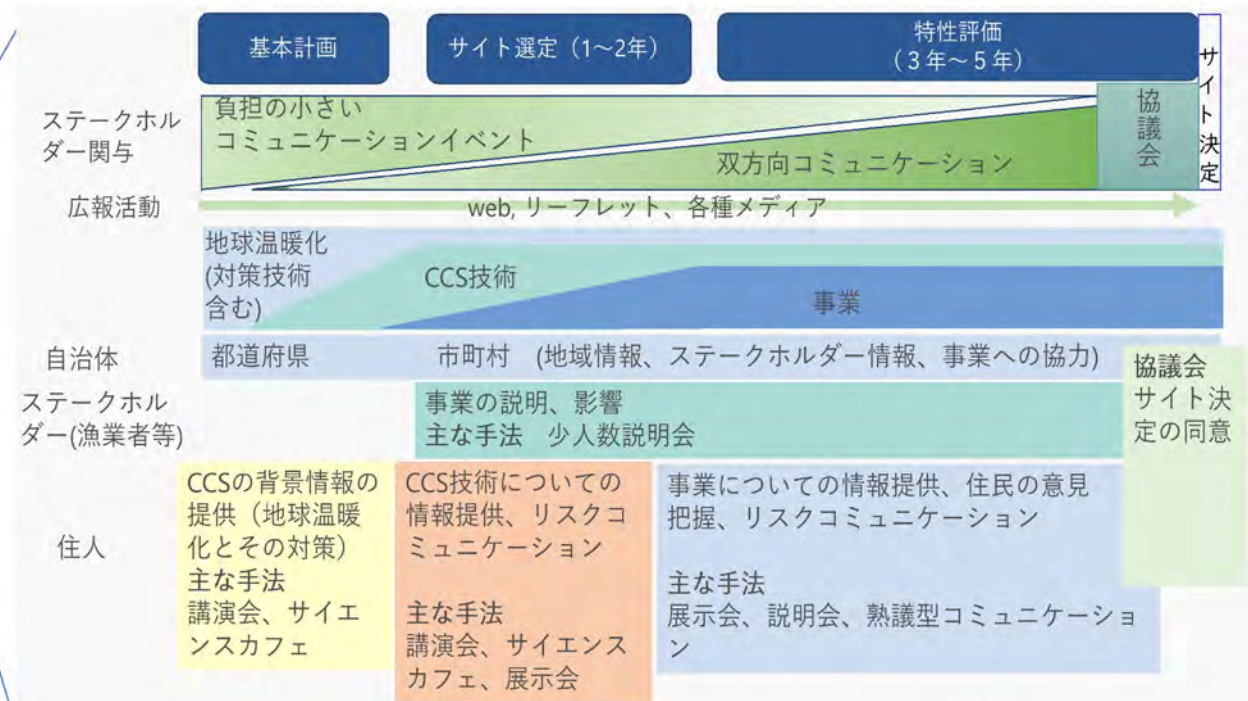 基本計画
サイト選定（1～2年）
特性評価
（３年～５年）
サイト決定
ステークホル
ダー関与
負担の小さい
コミュニケーションイベント
双方向コミュニケーション
協議会
広報活動
web, リーフレット、各種メディア
地球温暖化
(対策技術
含む)
CCS技術
事業
自治体
都道府県
市町村　(地域情報、ステークホルダー情報、事業への協力)
ステークホル
ダー(漁業者等)
事業の説明、影響
主な手法　少人数説明会
協議会
サイト決
定の同意
住人
CCSの背景情報の
提供（地球温暖
化とその対策）
主な手法
講演会、サイエ
ンスカフェ
CCS技術についての
情報提供、リスクコ
ミュニケーション
主な手法
講演会、サイエンス
カフェ、展示会
事業についての情報提供、住民の意見
把握、リスクコミュニケーション
主な手法
展示会、説明会、熟議型コミュニケーショ
ン